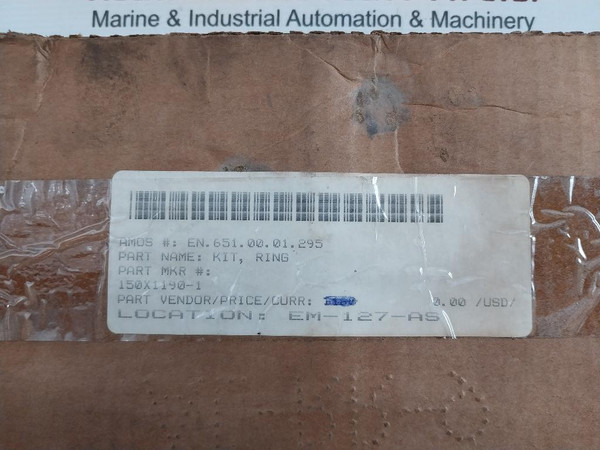 Marine & Industrial Automation & Machinery
AMOS #: EN.651.00.01.295
PART NAME: KIT, RING
PART MKR #:
150X1190-1
PART VENDOR/PRICE/CURR: 0.00 /USD/
LOCATION: EM-127-AS